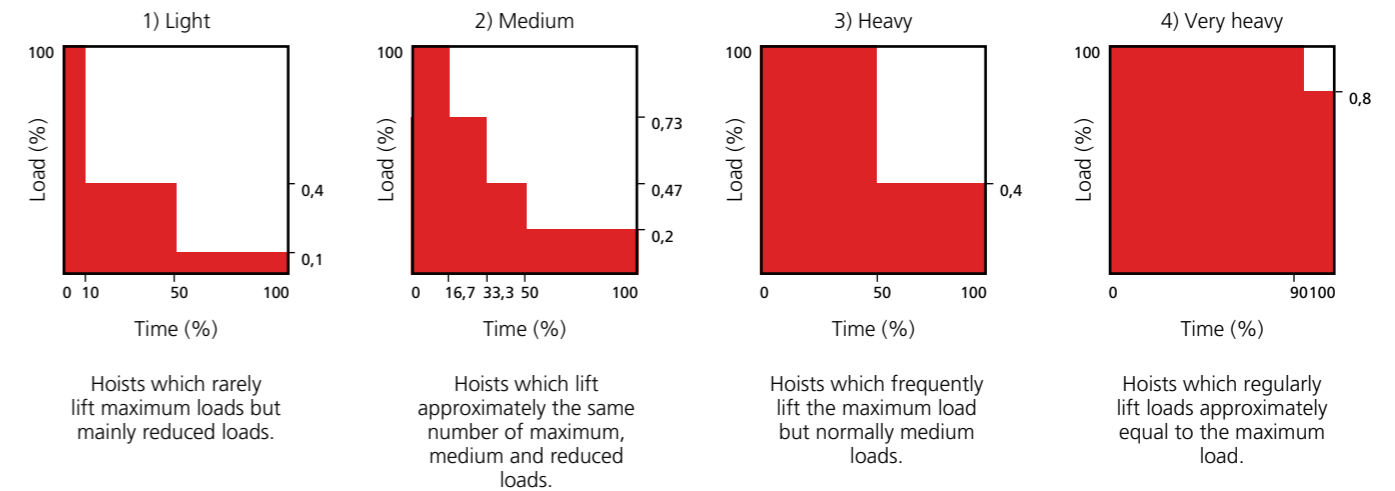 1) Light
100
Load (%)
0,4
0,1
0 10 50 100
Time (%)
Hoists which rarely
lift maximum loads but
mainly reduced loads.
2) Medium
100
Load (%)
0,73
0,47
0,2
0 16,7 33,3 50 100
Time (%)
Hoists which lift
approximately the same
number of maximum,
medium and reduced
loads.
3) Heavy
100
Load (%)
0,4
0 50 100
Time (%)
Hoists which frequently
lift the maximum load
but normally medium
loads.
4) Very heavy
100
Load (%)
0,8
0 90 100
Time (%)
Hoists which regularly
lift loads approximately
equal to the maximum
load.